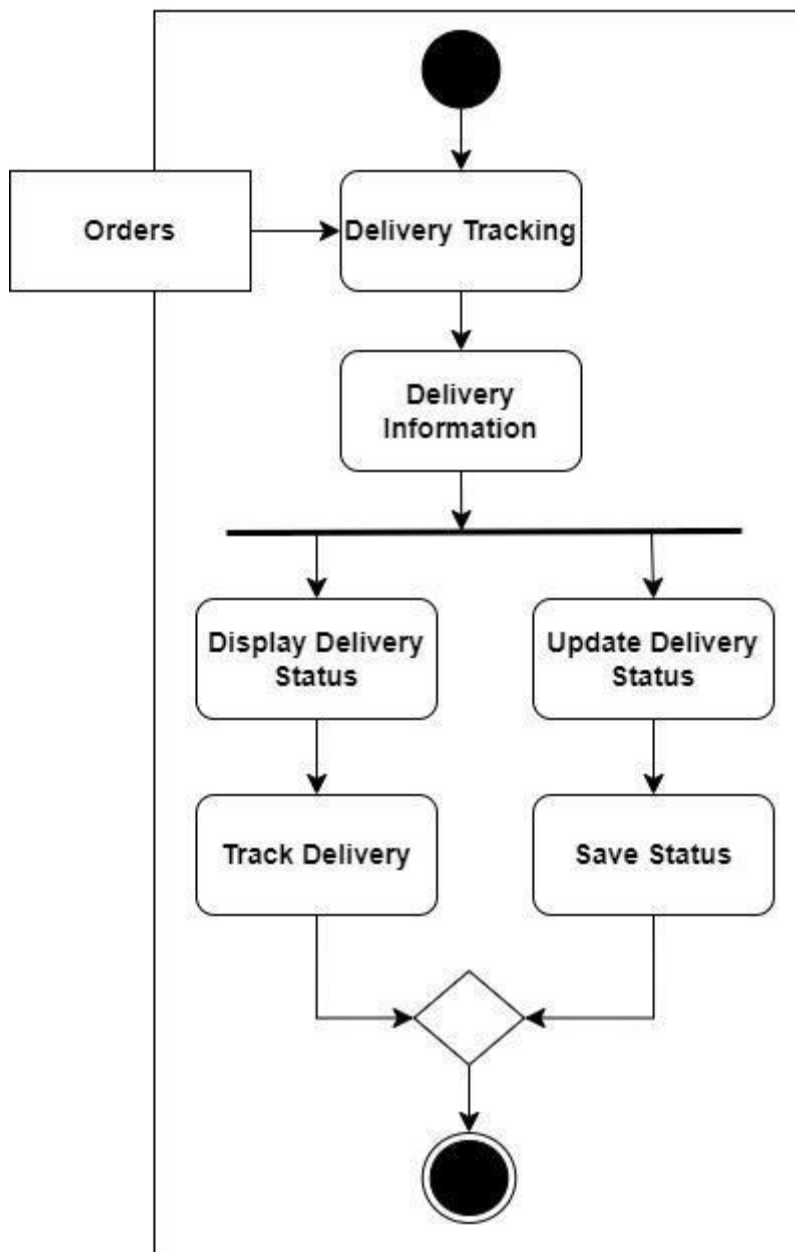 Orders
Delivery Tracking
Delivery
Information
Display Delivery
Status
Update Delivery
Status
Track Delivery
Save Status